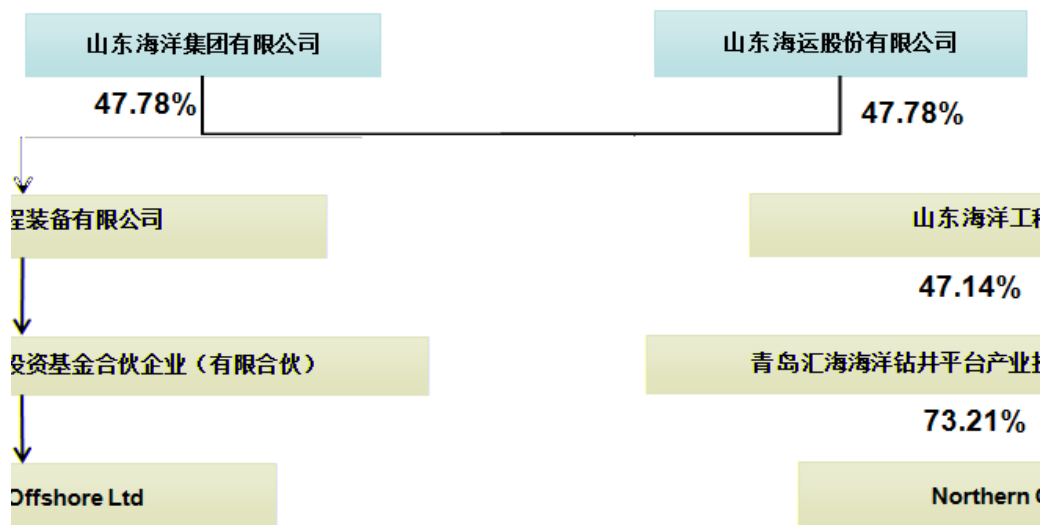 山东海洋集团有限公司
山东海运股份有限公司
47.78%
47.78%
程装备有限公司
山东海洋工程
47.14%
投资基金合伙企业（有限合伙）
青岛汇海海洋钻井平台产业投
73.21%
Offshore Ltd
Northern O